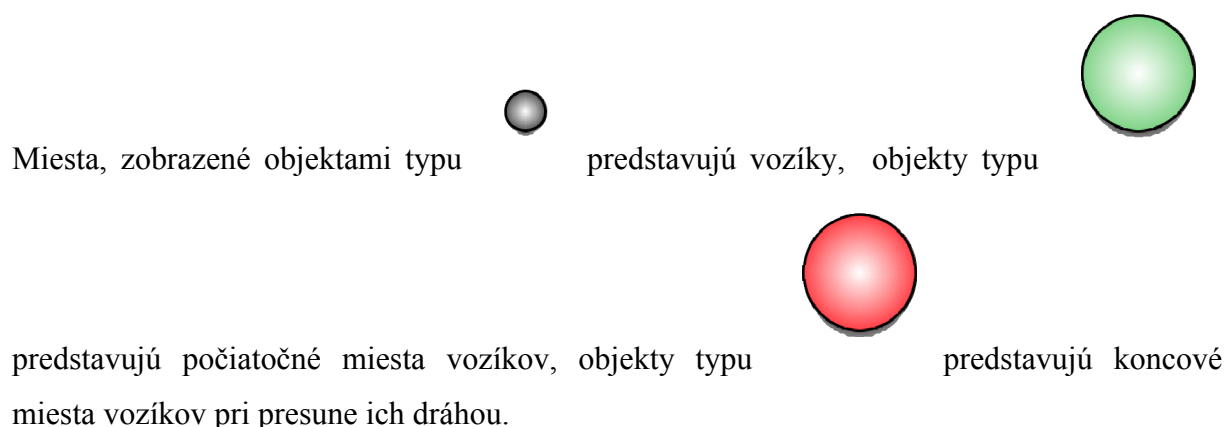 Miesta, zobrazené objektami typu predstavujú vozíky, objekty typu
predstavujú počiatočné miesta vozíkov, objekty typu predstavujú koncové
miesta vozíkov pri presune ich dráhou.